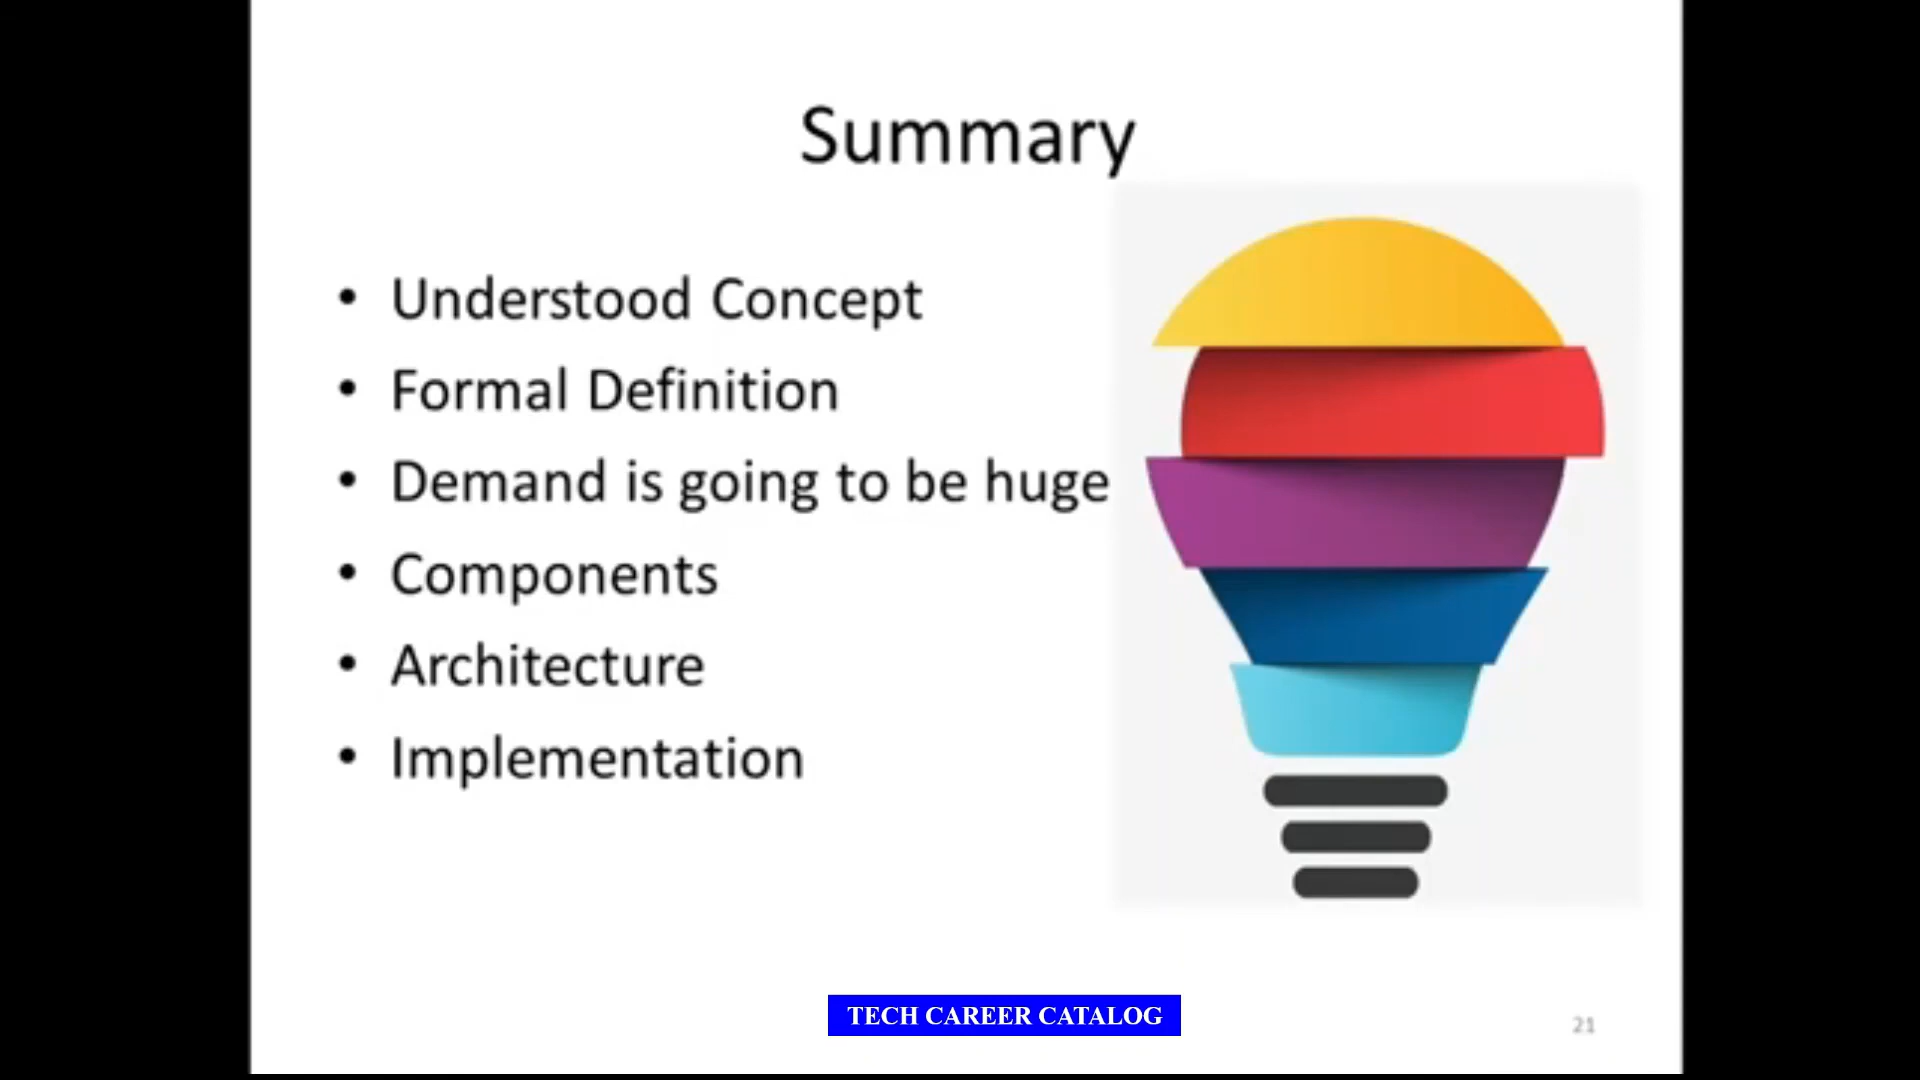 Summary
• Understood Concept
• Formal Definition
• Demand is going to be huge
• Components
• Architecture
• Implementation
TECH CAREER CATALOG
21